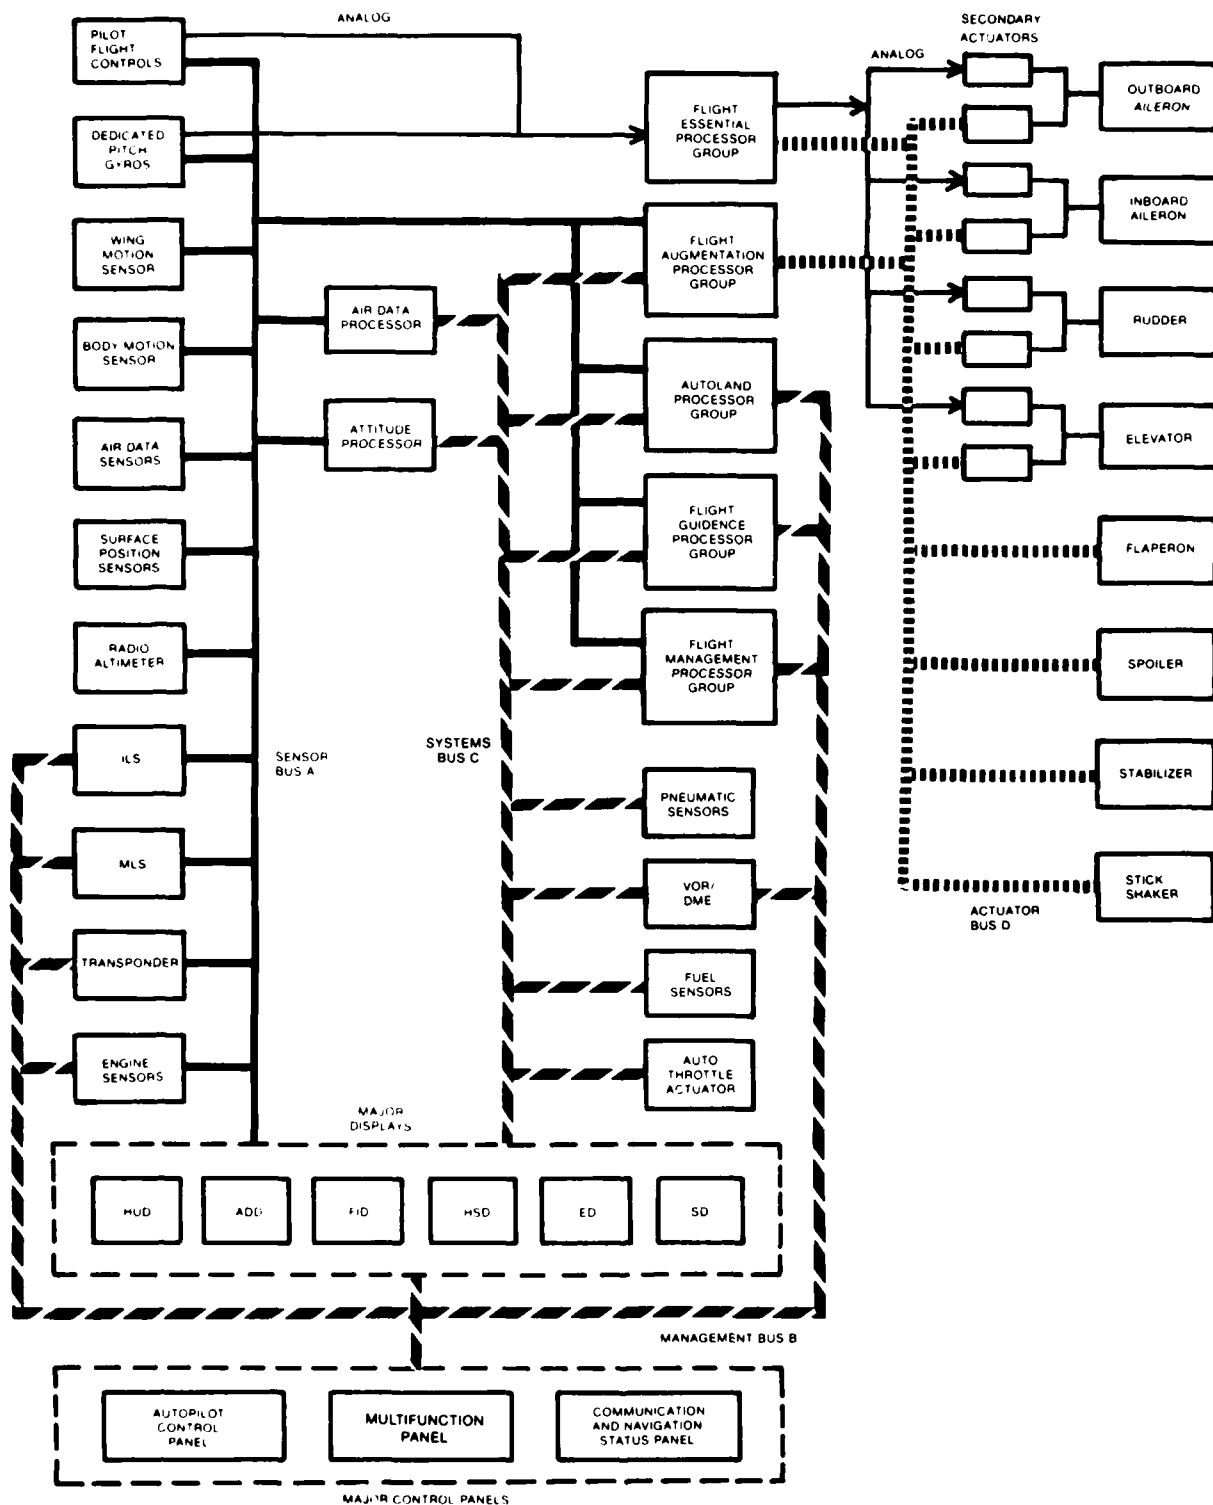 ANALOG
PILOT
FLIGHT
CONTROLS
DEDICATED
PITCH
GYROS
WING
MOTION
SENSOR
BODY MOTION
SENSOR
AIR DATA
SENSORS
SURFACE
POSITION
SENSORS
RADIO
ALTIMETER
ILS
MLS
TRANSPONDER
ENGINE
SENSORS
SENSOR
BUS A
AIR DATA
PROCESSOR
ATTITUDE
PROCESSOR
SYSTEMS
BUS C
FLIGHT
ESSENTIAL
PROCESSOR
GROUP
FLIGHT
AUGMENTATION
PROCESSOR
GROUP
AUTOLAND
PROCESSOR
GROUP
FLIGHT
GUIDENCE
PROCESSOR
GROUP
FLIGHT
MANAGEMENT
PROCESSOR
GROUP
PNEUMATIC
SENSORS
VOR/
DME
FUEL
SENSORS
AUTO
THROTTLE
ACTUATOR
ANALOG
SECONDARY
ACTUATORS
OUTBOARD
AILERON
INBOARD
AILERON
RUDDER
ELEVATOR
FLAPERON
SPOILER
STABILIZER
STICK
SHAKER
ACTUATOR
BUS D
MAJOR
DISPLAYS
HUD
ADD
FID
HSD
ED
SD
MANAGEMENT BUS B
AUTOPILOT
CONTROL
PANEL
MULTIFUNCTION
PANEL
COMMUNICATION
AND NAVIGATION
STATUS PANEL
MAJOR CONTROL PANELS